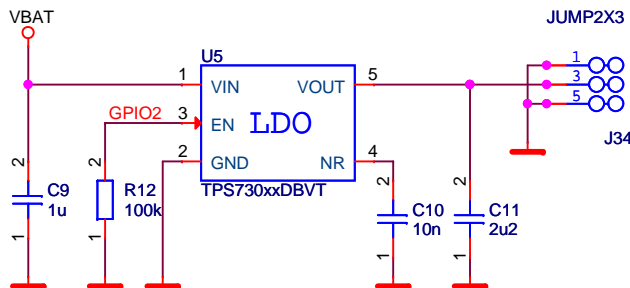 VBAT
JUMP2X3
U5
1
VIN
VOUT
5
1
3
5
GPIO2
3
EN
LDO
J34
2
GND
NR
4
TPS730xxDBVT
2
C9
1u
1
2
R12
100k
1
2
C10
10n
1
2
C11
2u2
1